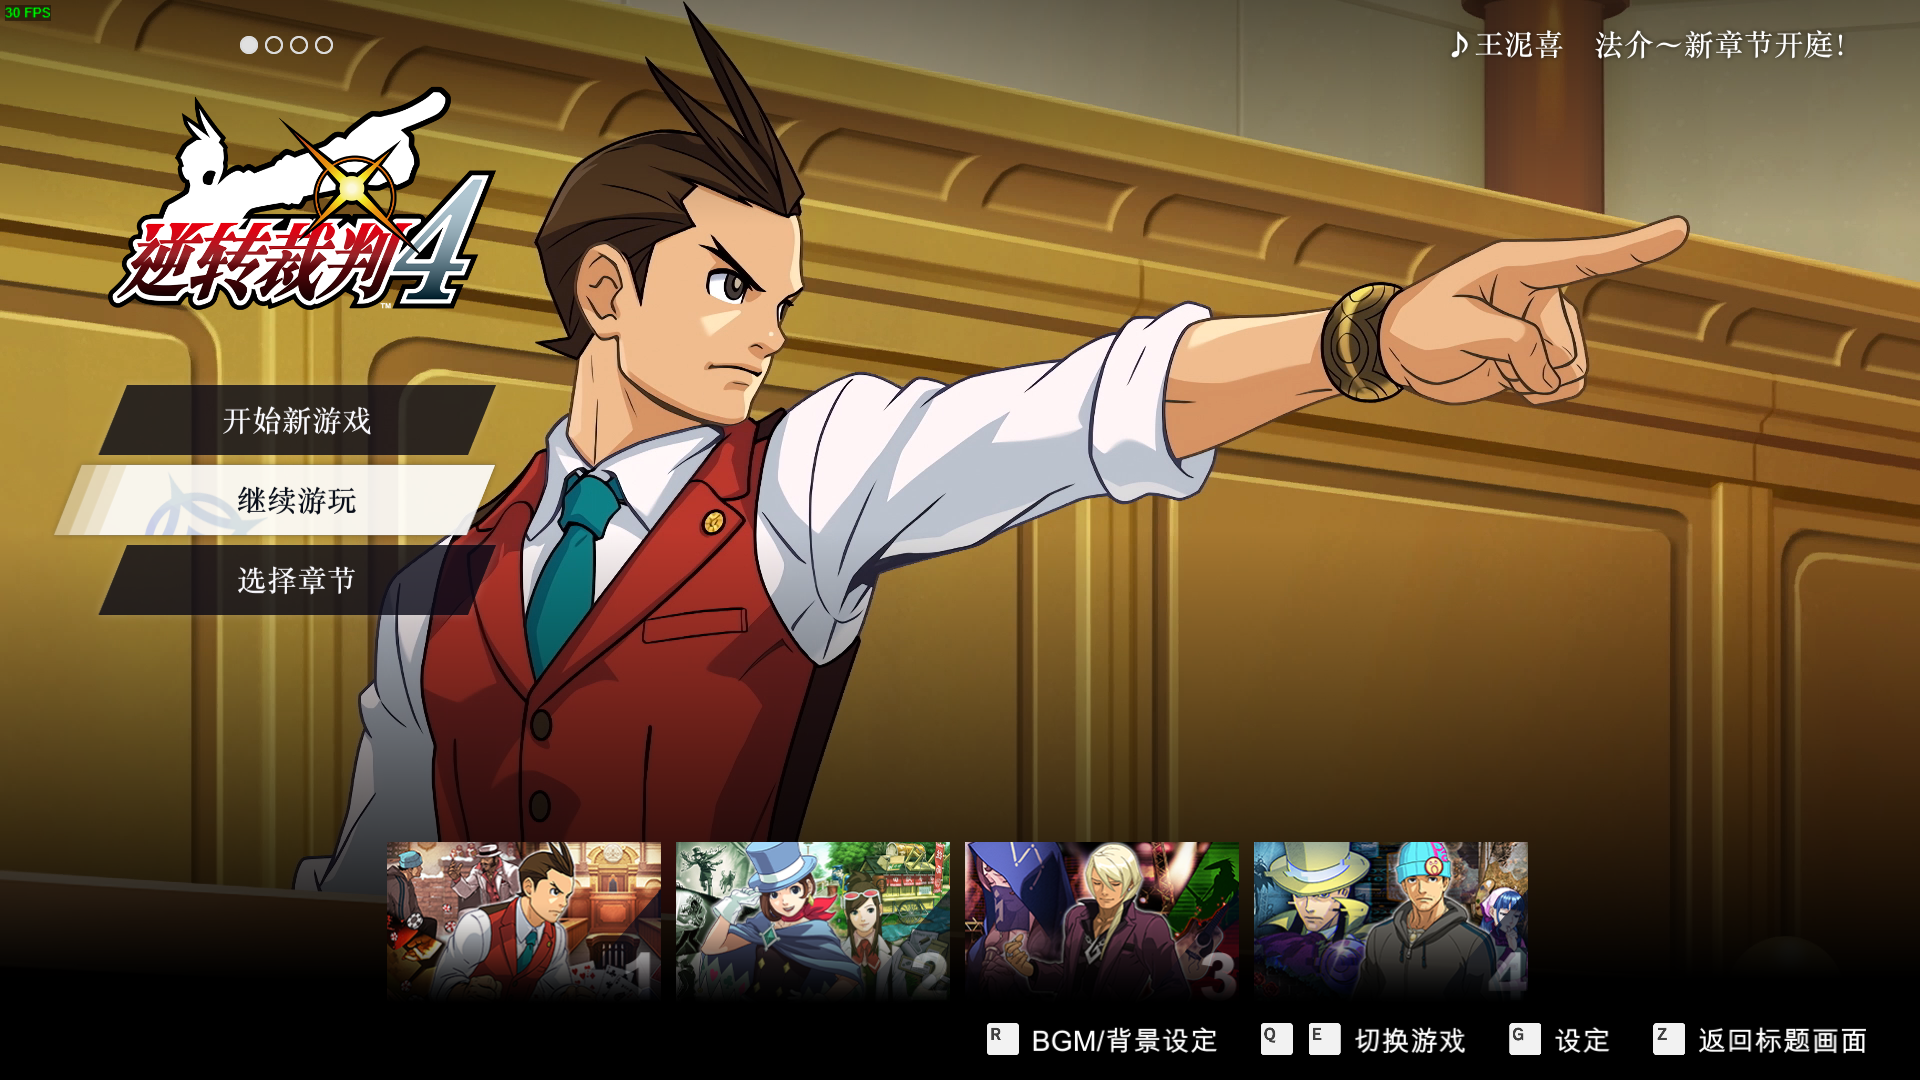 30 FPS
♪王泥喜　法介～新章节开庭!
逆转裁判4
TM
开始新游戏
继续游玩
选择章节
1
2
3
4
R BGM/背景设定
Q E 切换游戏
G 设定
Z 返回标题画面